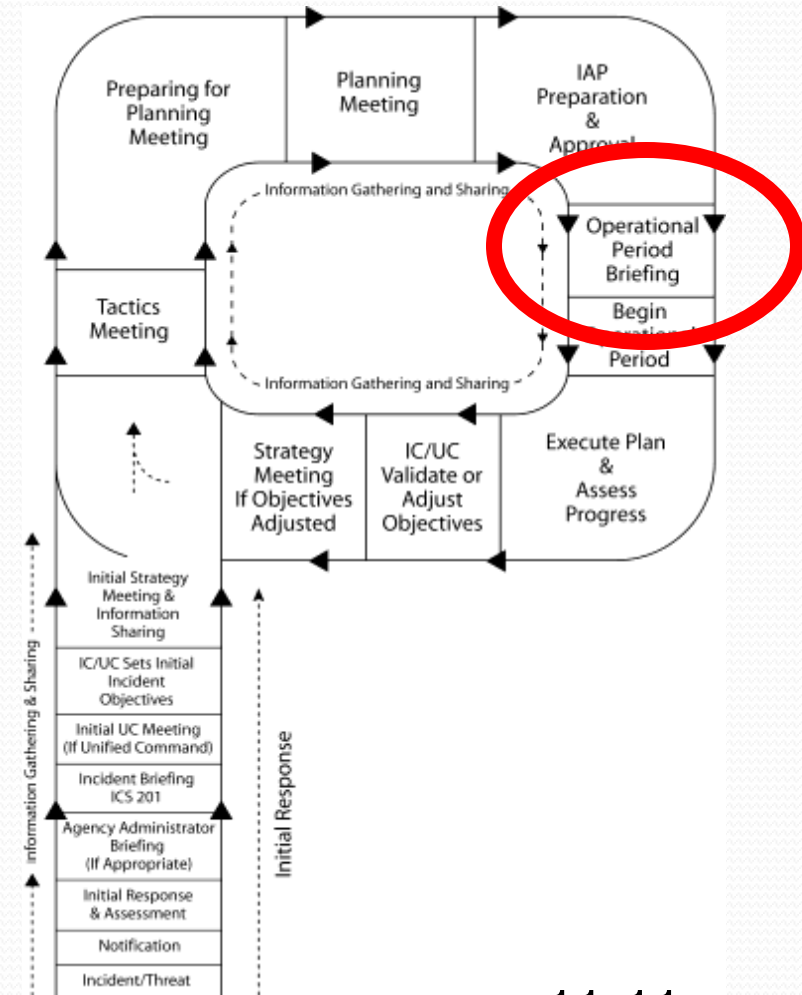 Preparing for
Planning
Meeting
Planning
Meeting
IAP
Preparation
&
Approval
Information Gathering and Sharing
Operational
Period
Briefing
Begin
Operational
Period
Tactics
Meeting
Information Gathering and Sharing
Strategy
Meeting
If Objectives
Adjusted
IC/UC
Validate or
Adjust
Objectives
Execute Plan
&
Assess
Progress
Initial Strategy
Meeting &
Information
Sharing
IC/UC Sets Initial
Incident
Objectives
Initial UC Meeting
(If Unified Command)
Incident Briefing
ICS 201
Agency Administrator
Briefing
(If Appropriate)
Initial Response
& Assessment
Notification
Incident/Threat
Information Gathering & Sharing
Initial Response